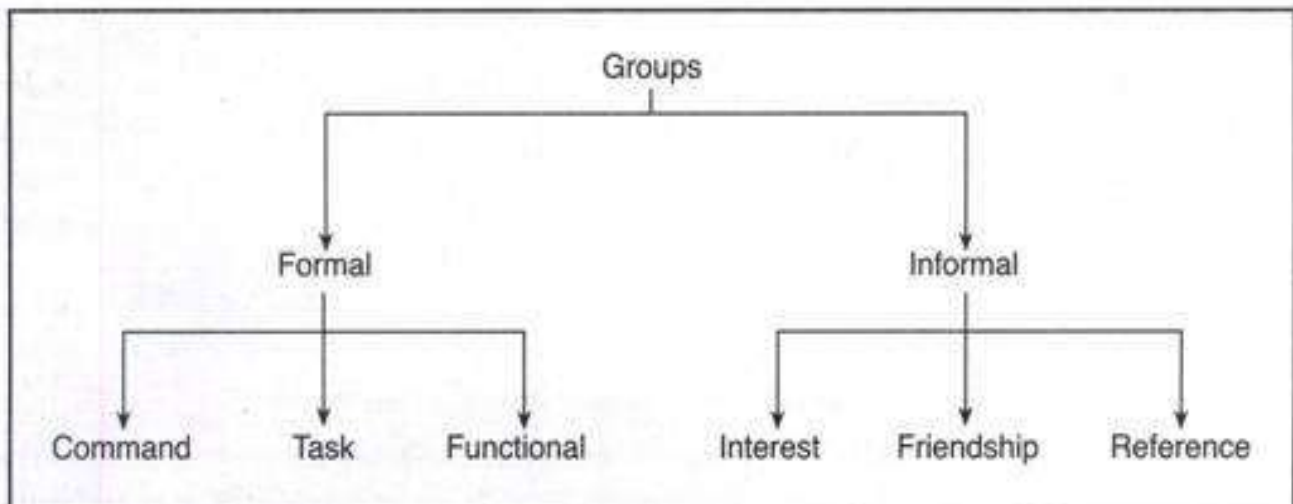 Groups
Formal Informal
Command Task Functional Interest Friendship Reference